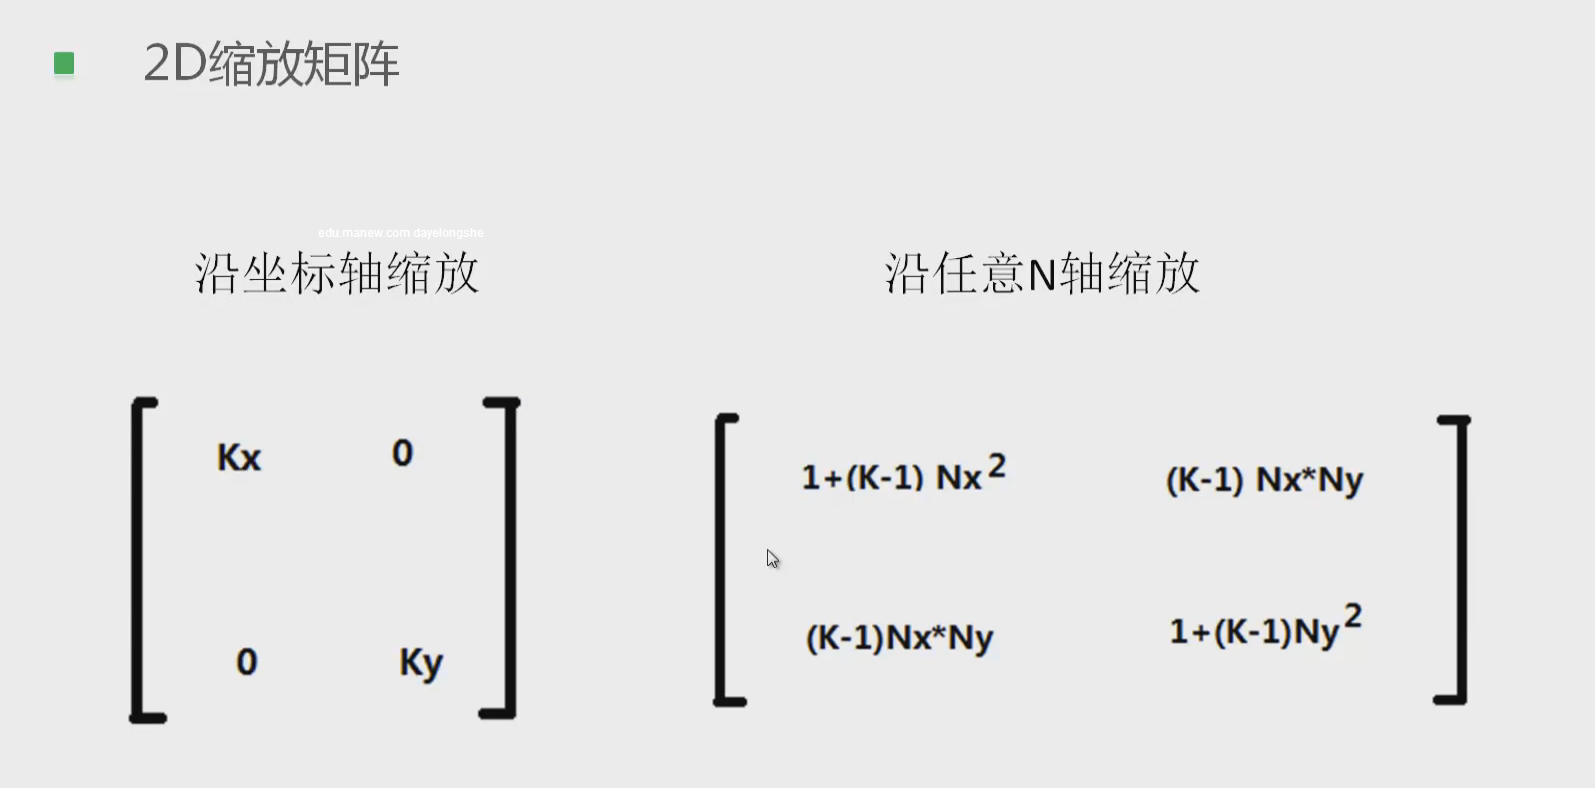 2D缩放矩阵
edu.manew.com dayelongshe
沿坐标轴缩放
沿任意N轴缩放
Kx 0
0 Ky
1+(K-1) Nx² (K-1) Nx*Ny
(K-1)Nx*Ny 1+(K-1)Ny²